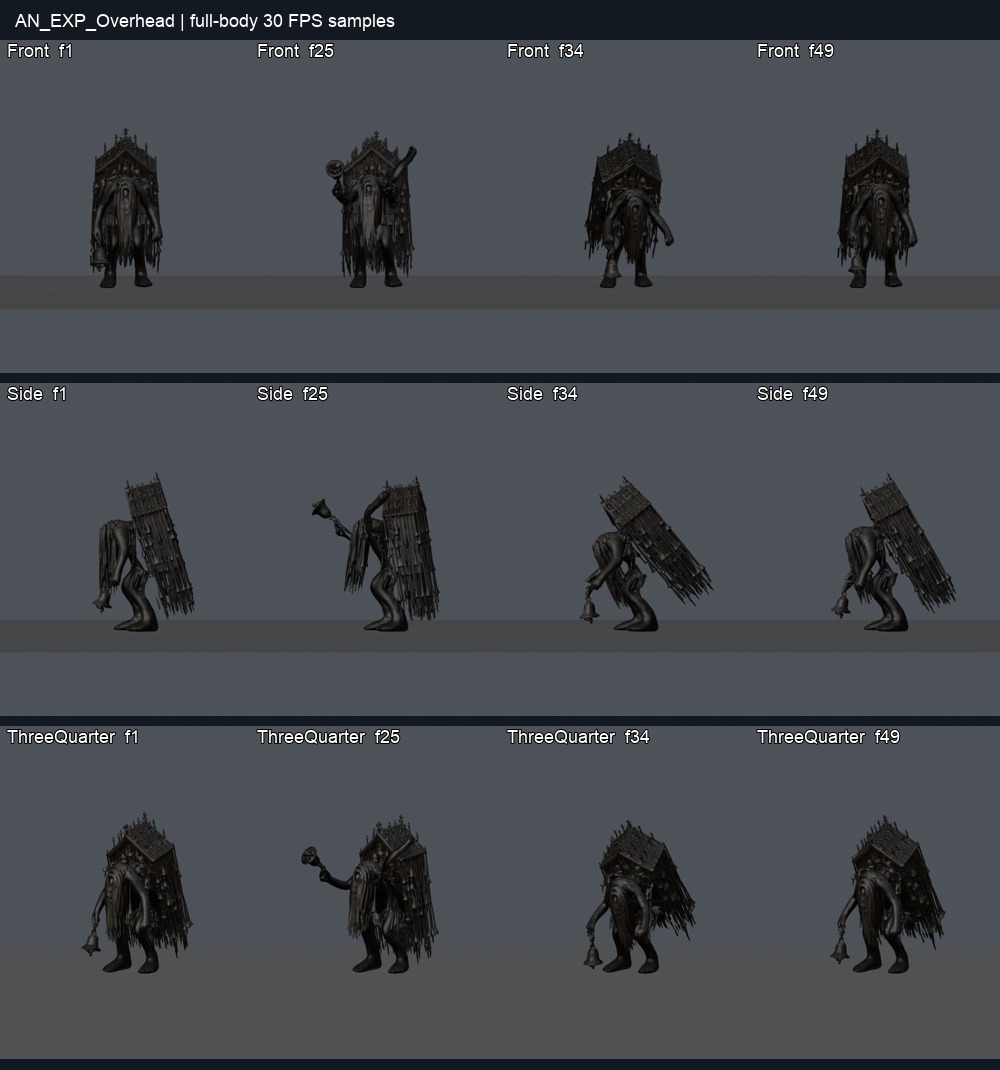 AN_EXP_Overhead | full-body 30 FPS samples
Front f1
Front f25
Front f34
Front f49
Side f1
Side f25
Side f34
Side f49
ThreeQuarter f1
ThreeQuarter f25
ThreeQuarter f34
ThreeQuarter f49